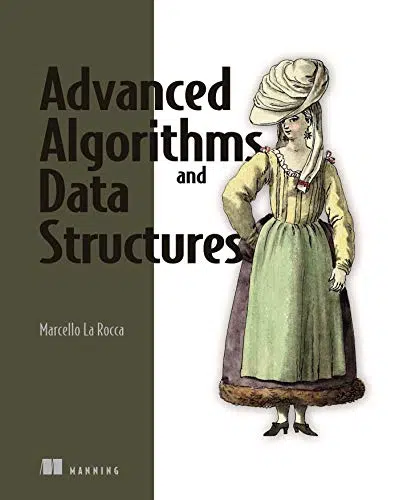 Advanced
Algorithms
and
Data
Structures
Marcello La Rocca
MANNING